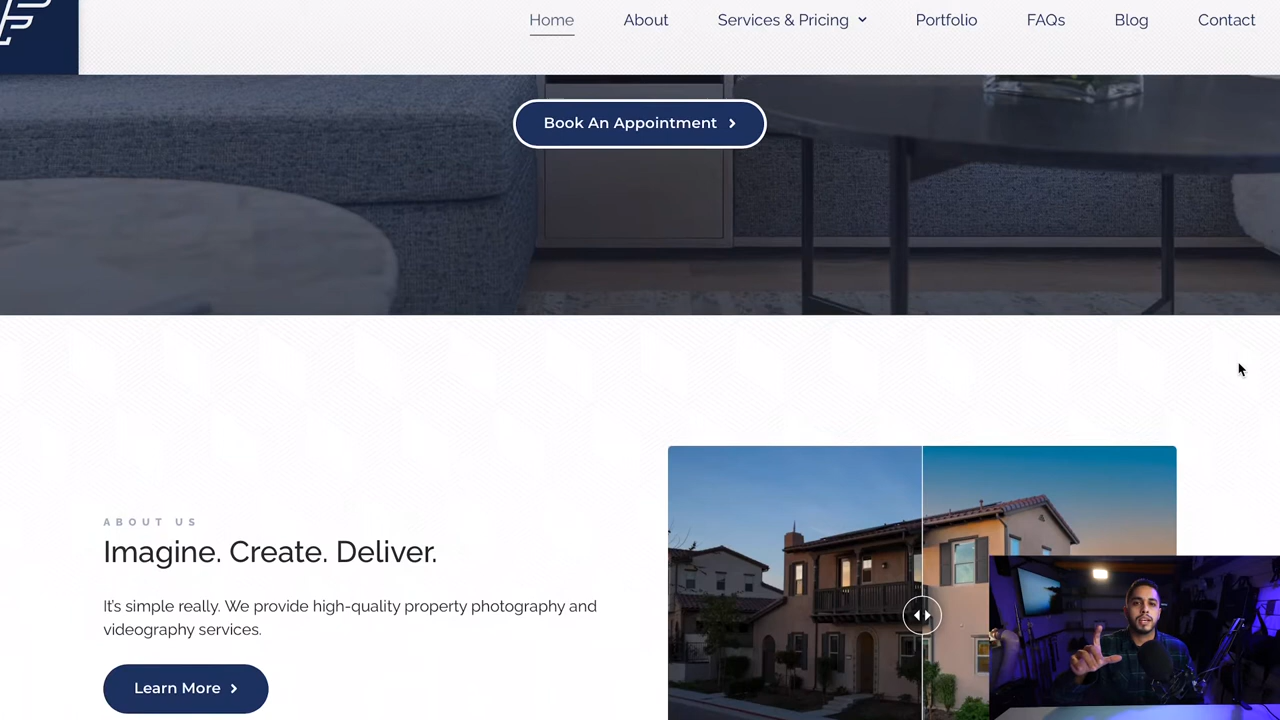 Home About Services & Pricing Portfolio FAQs Blog Contact
Book An Appointment
ABOUT US
Imagine. Create. Deliver.
It's simple really. We provide high-quality property photography and
videography services.
Learn More